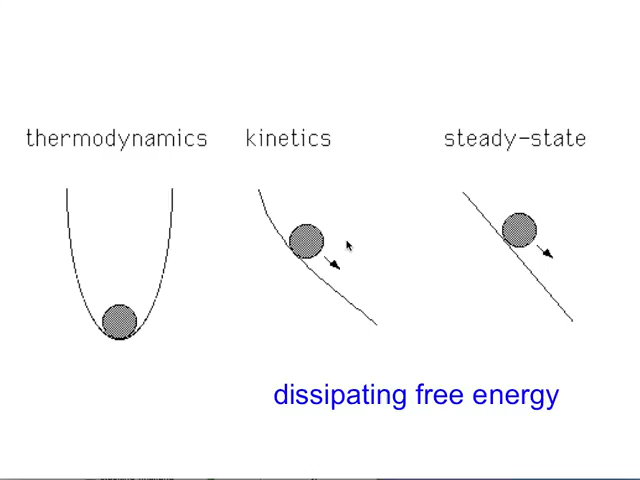 thermodynamics kinetics steady-state
dissipating free energy